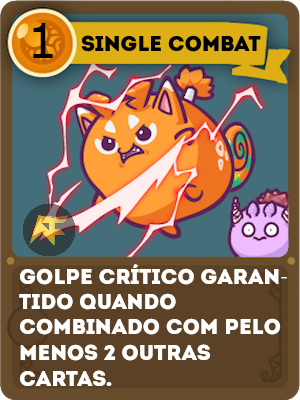 1 SINGLE COMBAT
GOLPE CRÍTICO GARAN-
TIDO QUANDO
COMBINADO COM PELO
MENOS 2 OUTRAS
CARTAS.